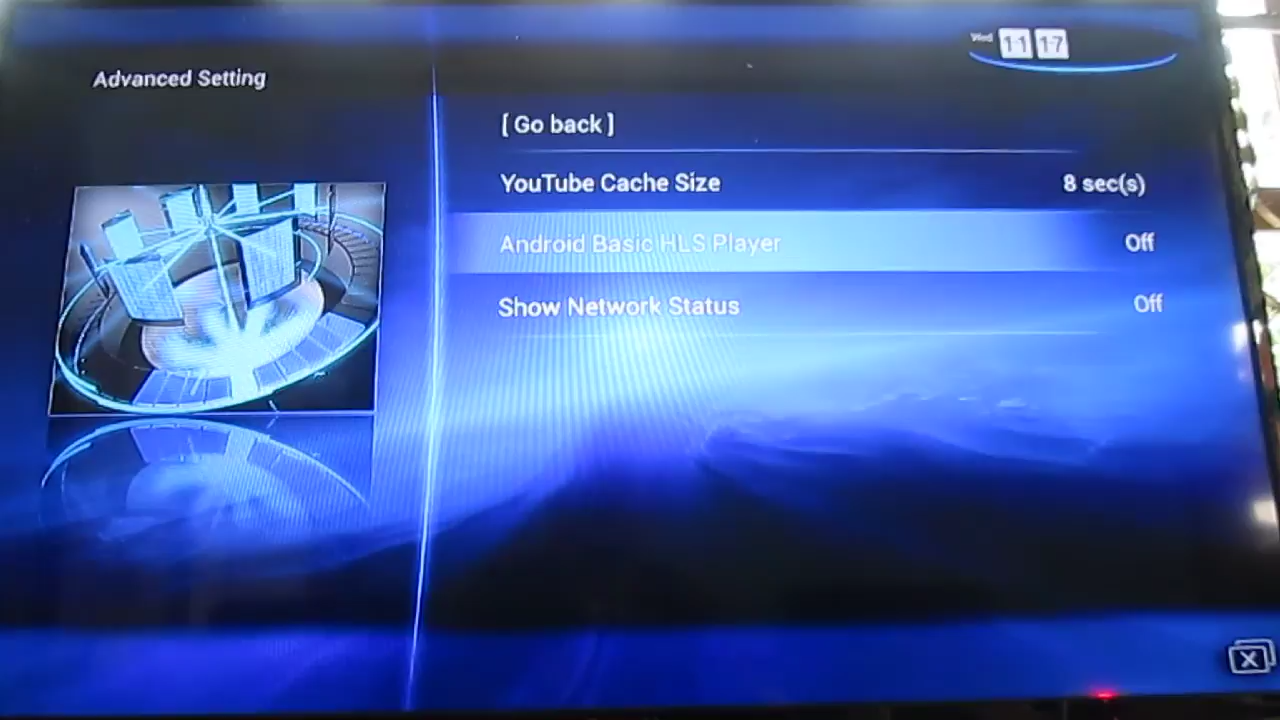 Wed 11 17
Advanced Setting
[ Go back ]
YouTube Cache Size 8 sec(s)
Android Basic HLS Player Off
Show Network Status Off
X